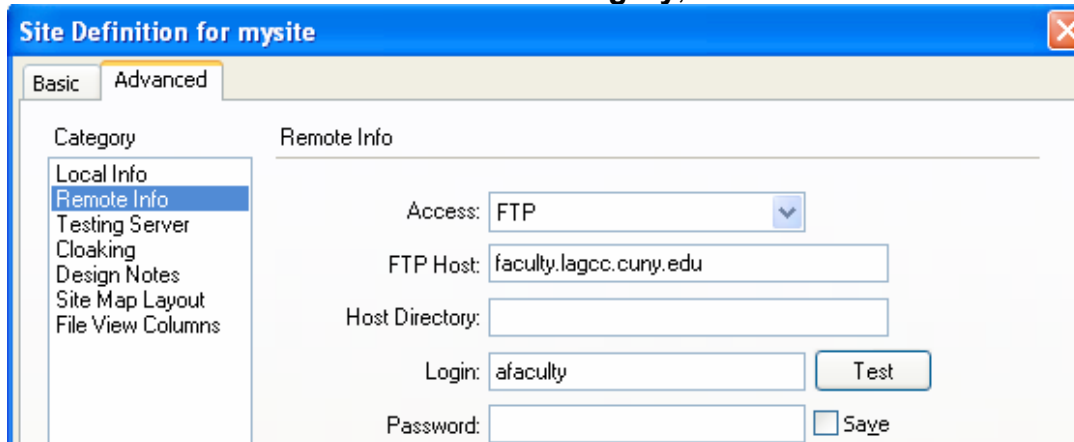 Site Definition for mysite
Basic Advanced
Category
Local Info
Remote Info
Testing Server
Cloaking
Design Notes
Site Map Layout
File View Columns
Remote Info
Access: FTP
FTP Host: faculty.lagcc.cuny.edu
Host Directory:
Login: afaculty Test
Password: Save